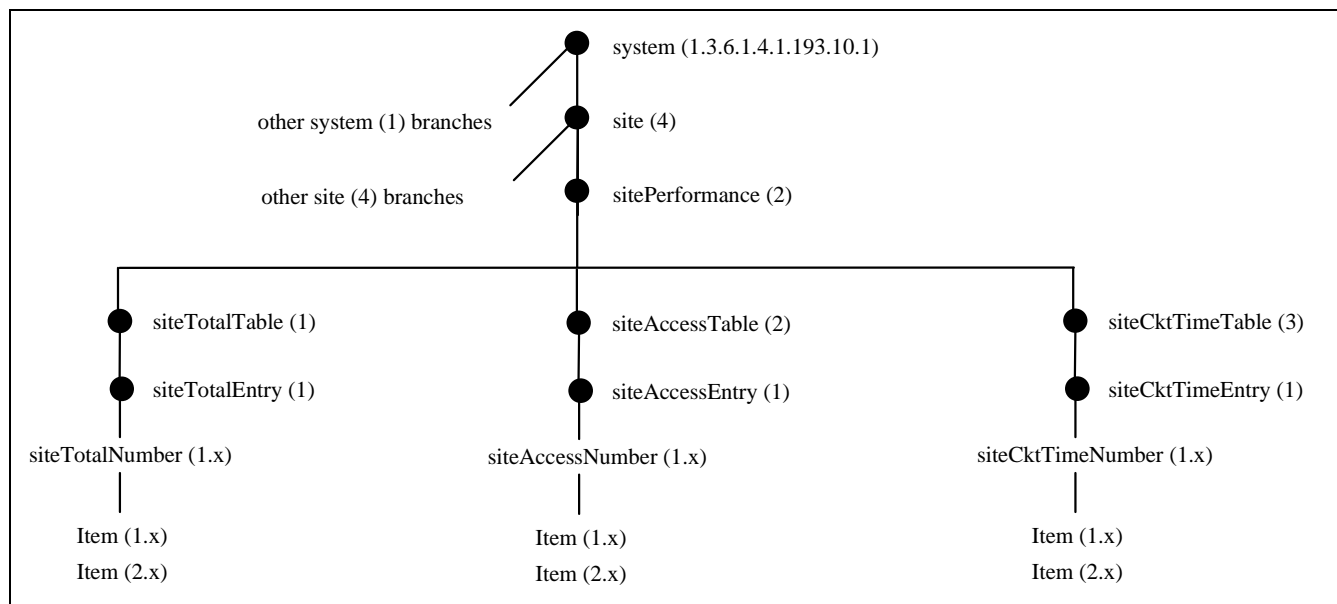 system (1.3.6.1.4.1.193.10.1)
other system (1) branches
site (4)
other site (4) branches
sitePerformance (2)
siteTotalTable (1)
siteAccessTable (2)
siteCktTimeTable (3)
siteTotalEntry (1)
siteAccessEntry (1)
siteCktTimeEntry (1)
siteTotalNumber (1.x)
siteAccessNumber (1.x)
siteCktTimeNumber (1.x)
Item (1.x)
Item (1.x)
Item (1.x)
Item (2.x)
Item (2.x)
Item (2.x)